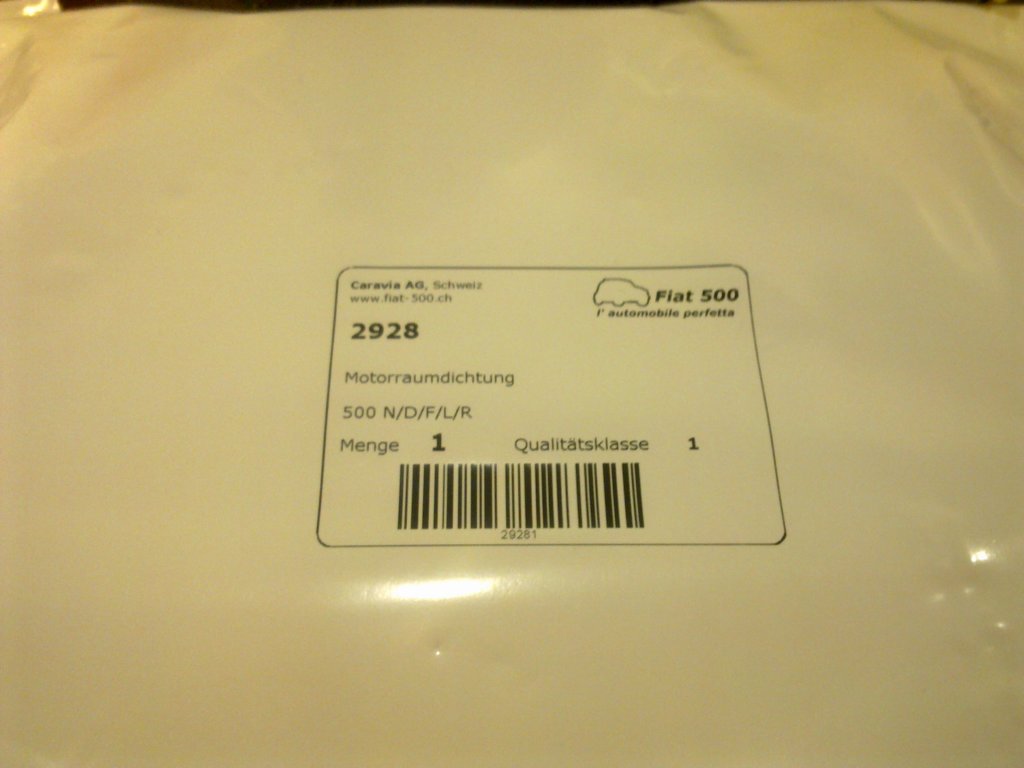 Caravia AG, Schweiz
www.fiat-500.ch
Fiat 500
l' automobile perfetta
2928
Motorraumdichtung
500 N/D/F/L/R
Menge 1 Qualitätsklasse 1
29281